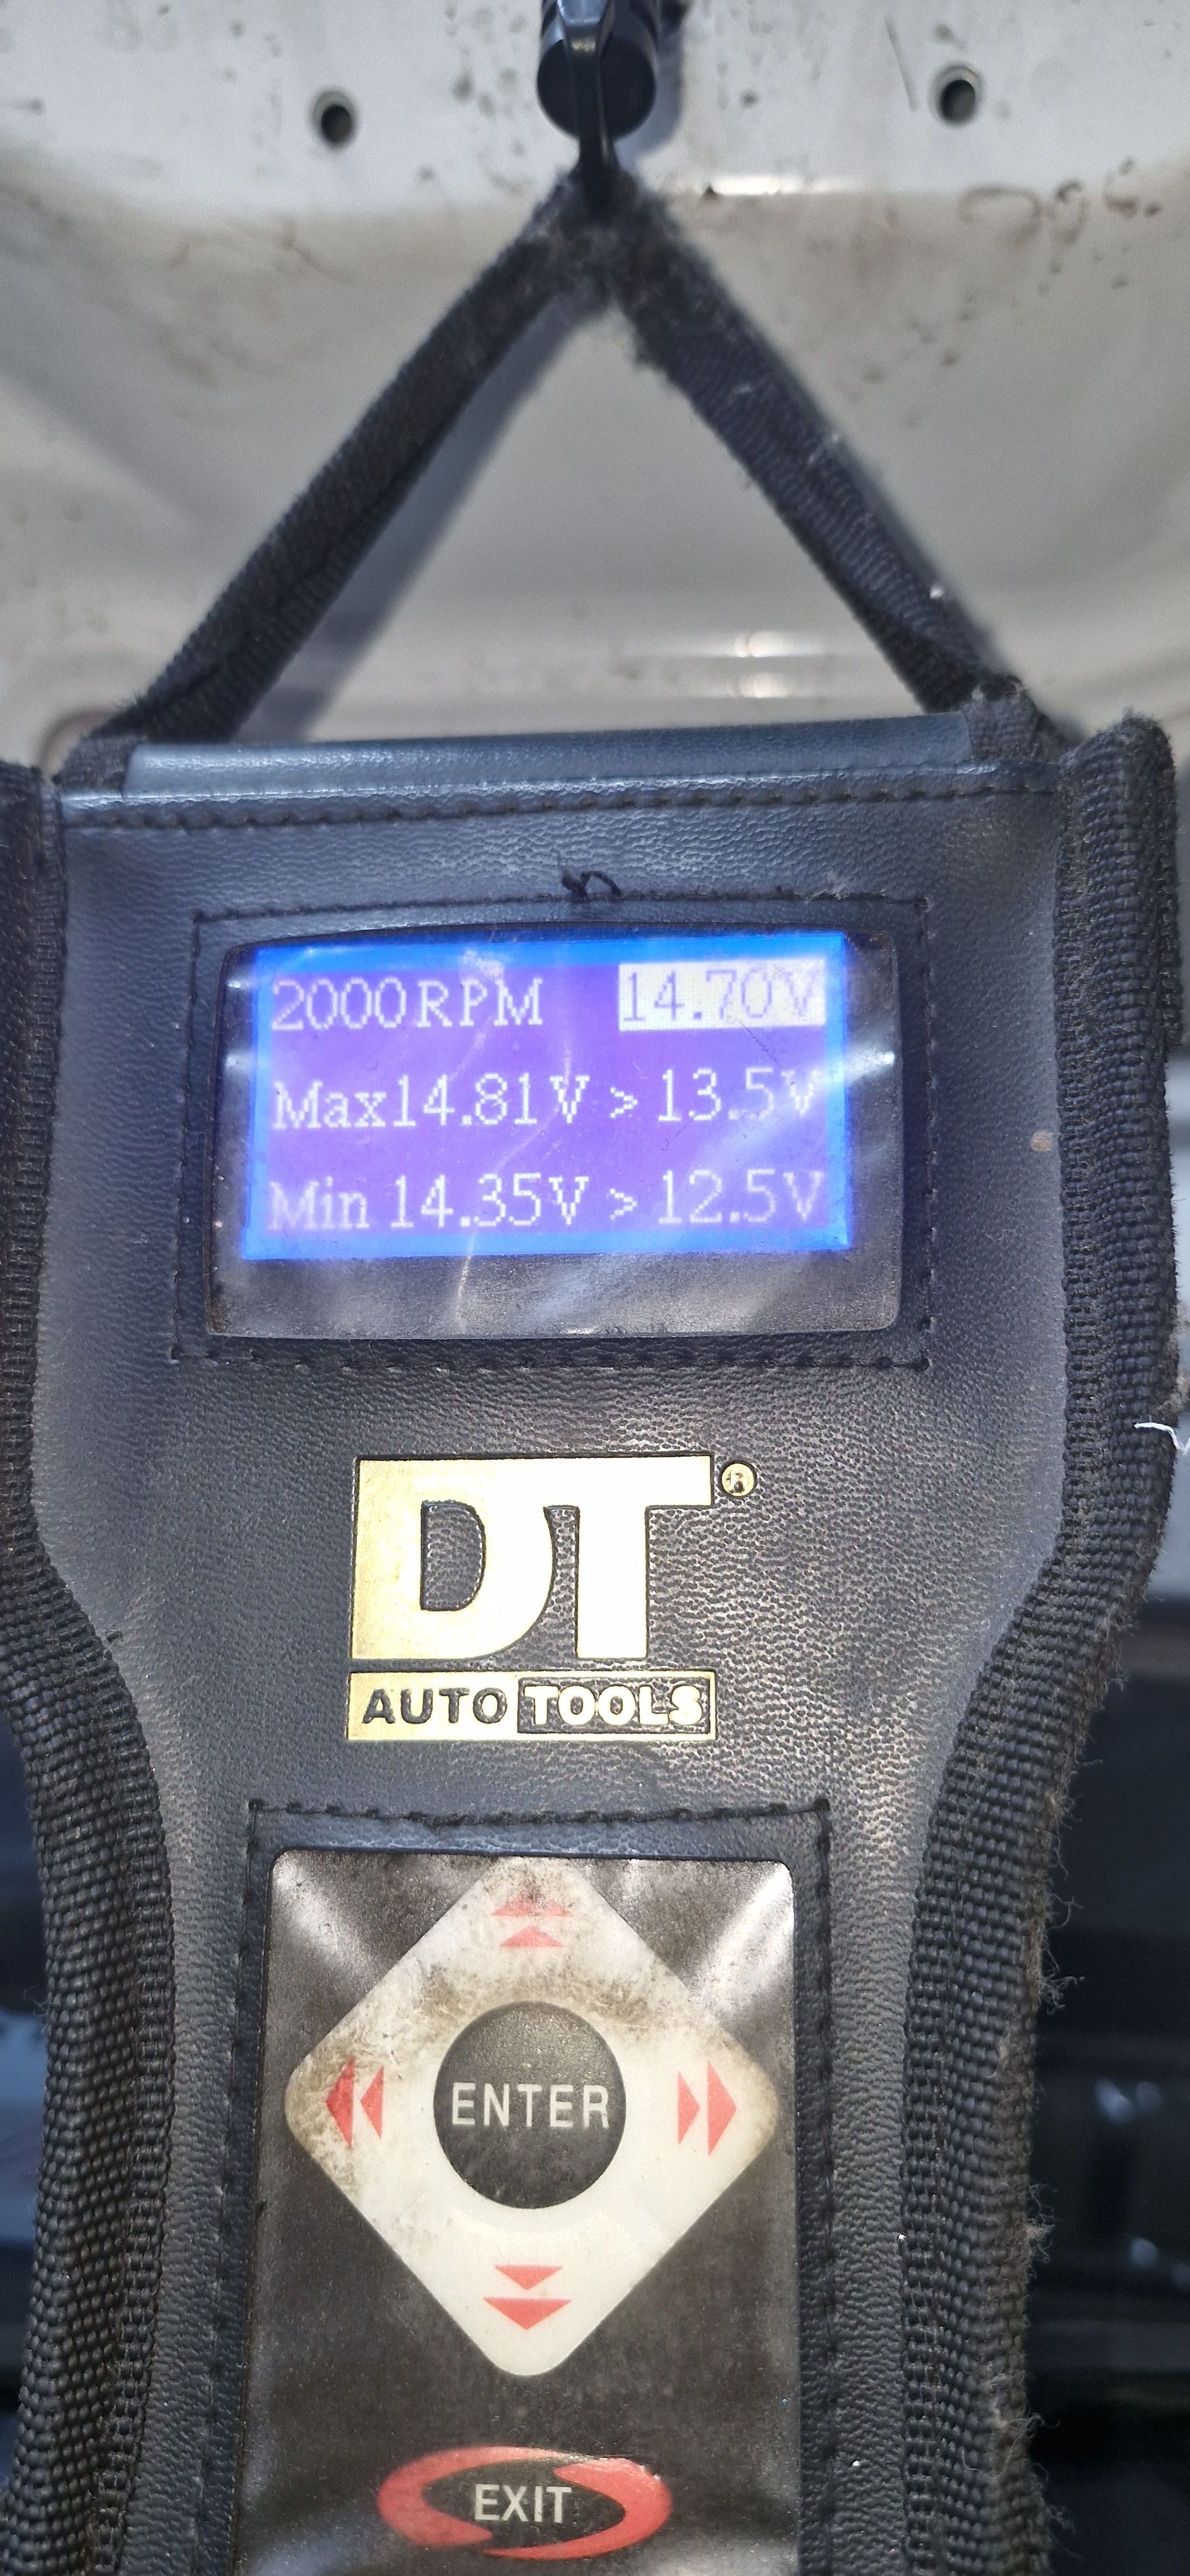 2000RPM 14.70V
Max14.81V > 13.5V
Min 14.35V > 12.5V
DT®
AUTO TOOLS
ENTER
EXIT